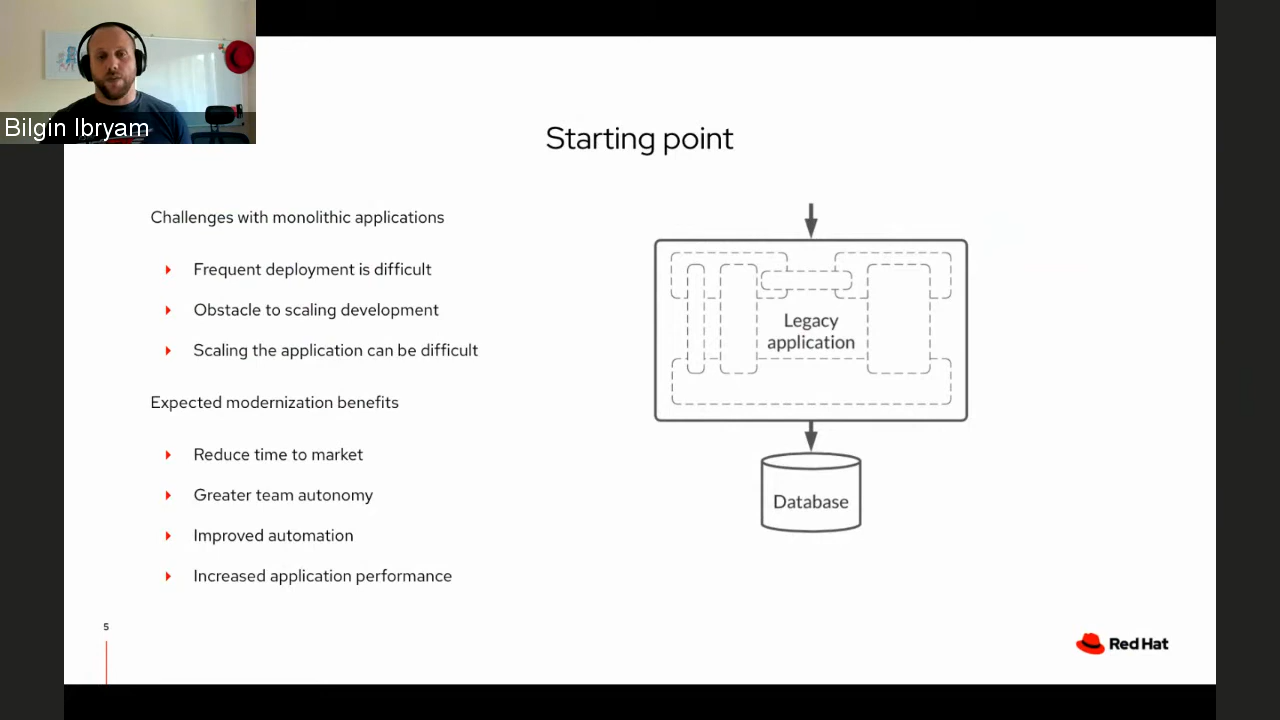 Bilgin Ibryam
Starting point
Challenges with monolithic applications
Frequent deployment is difficult
Obstacle to scaling development
Scaling the application can be difficult
Expected modernization benefits
Reduce time to market
Greater team autonomy
Improved automation
Increased application performance
Legacy
application
Database
5
Red Hat